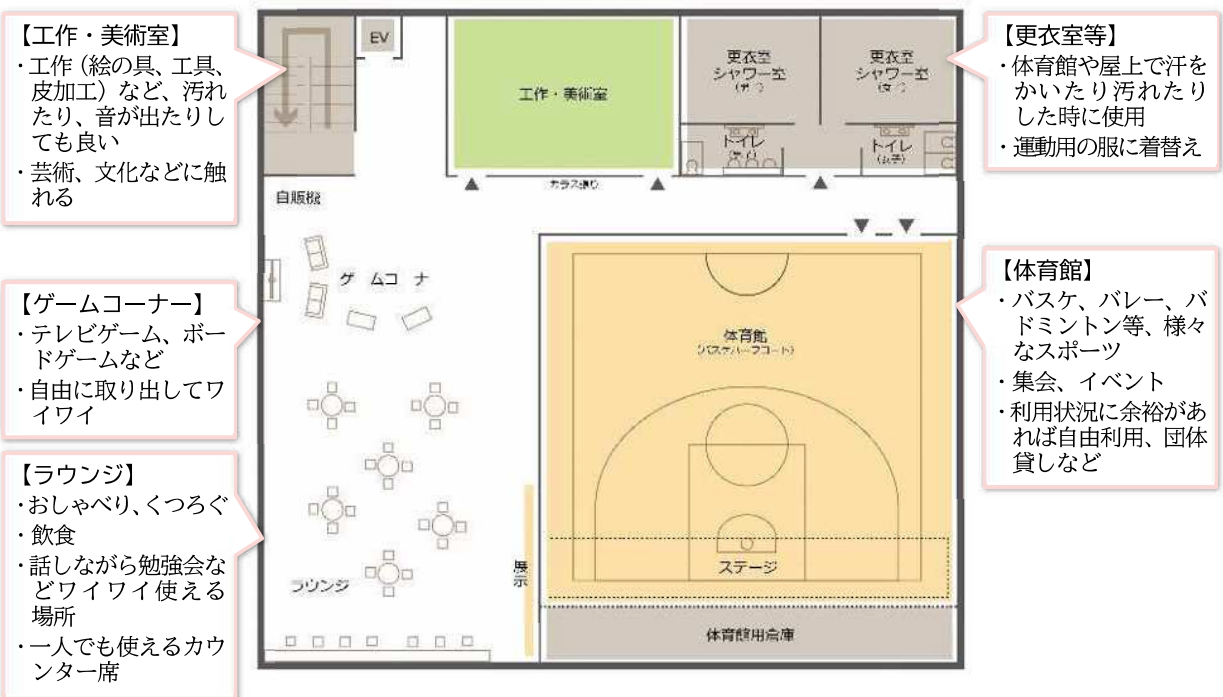 【工作・美術室】
・工作（絵の具、工具、
皮加工）など、汚れ
たり、音が出たりし
ても良い
・芸術、文化などに触
れる
【ゲームコーナー】
・テレビゲーム、ボー
ドゲームなど
・自由に取り出してワ
イワイ
【ラウンジ】
・おしゃべり、くつろぐ
・飲食
・話しながら勉強会な
どワイワイ使える
場所
・一人でも使えるカウ
ンター席
EV
工作・美術室
更衣室
シャワー室
更衣室
シャワー室
トイレ
トイレ
(女子)
ガラス張り
自販機
ゲームコーナー
体育館
(バスケハーフコート)
ステージ
展示
ラウンジ
体育館用倉庫
【更衣室等】
・体育館や屋上で汗を
かいたり汚れたり
した時に使用
・運動用の服に着替え
【体育館】
・バスケ、バレー、バ
ドミントン等、様々
なスポーツ
・集会、イベント
・利用状況に余裕があ
れば自由利用、団体
貸しなど